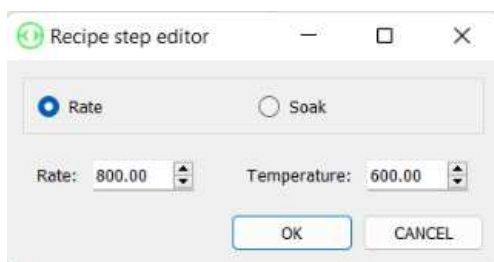 Recipe step editor
Rate Soak
Rate: 800.00 Temperature: 600.00
OK CANCEL